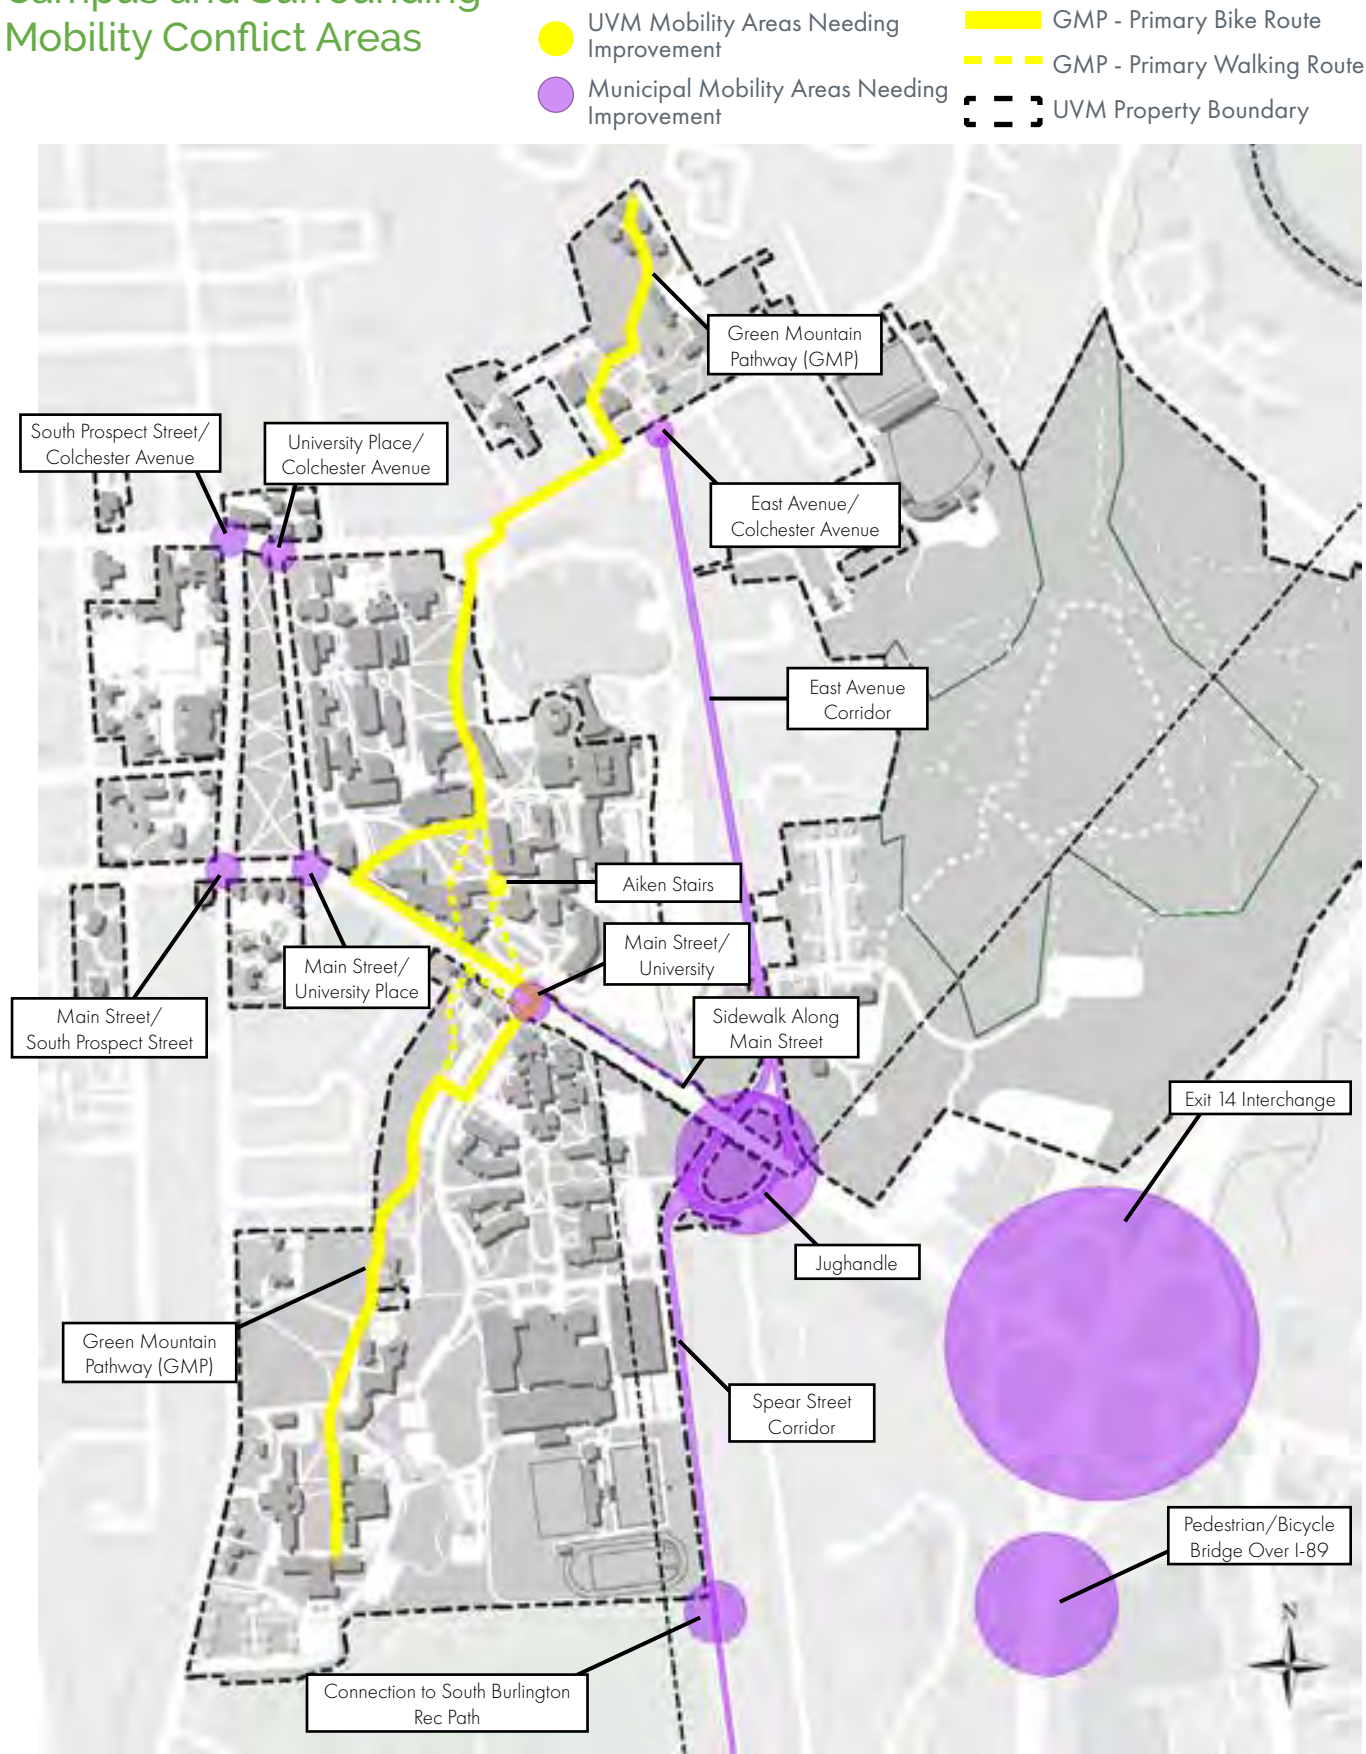 Campus and Surrounding
Mobility Conflict Areas
UVM Mobility Areas Needing
Improvement
Municipal Mobility Areas Needing
Improvement
GMP - Primary Bike Route
GMP - Primary Walking Route
UVM Property Boundary
Green Mountain
Pathway (GMP)
South Prospect Street/
Colchester Avenue
University Place/
Colchester Avenue
East Avenue/
Colchester Avenue
East Avenue
Corridor
Aiken Stairs
Main Street/
University
Main Street/
University Place
Main Street/
South Prospect Street
Sidewalk Along
Main Street
Exit 14 Interchange
Jughandle
Green Mountain
Pathway (GMP)
Spear Street
Corridor
Pedestrian/Bicycle
Bridge Over I-89
N
Connection to South Burlington
Rec Path